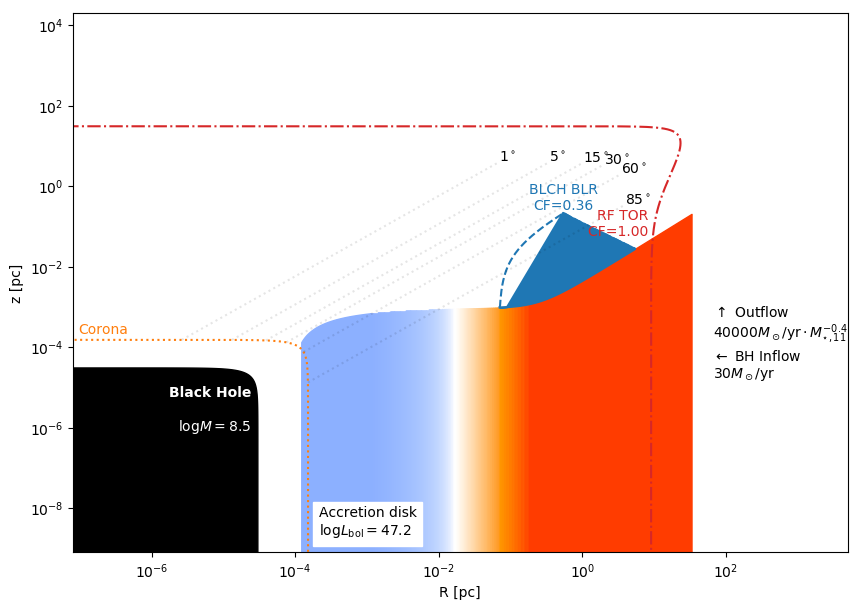 10^4
10^2
10^0
10^-2
10^-4
10^-6
10^-8
z [pc]
1° 5° 15° 30°
60°
85°
BLCH BLR
CF=0.36
RF TOR
CF=1.00
Corona
Black Hole
logM = 8.5
Accretion disk
logL_bol = 47.2
↑ Outflow
40000M_⊙/yr · M_{⋆,11}^{-0.4}
← BH Inflow
30M_⊙/yr
10^-6 10^-4 10^-2 10^0 10^2
R [pc]